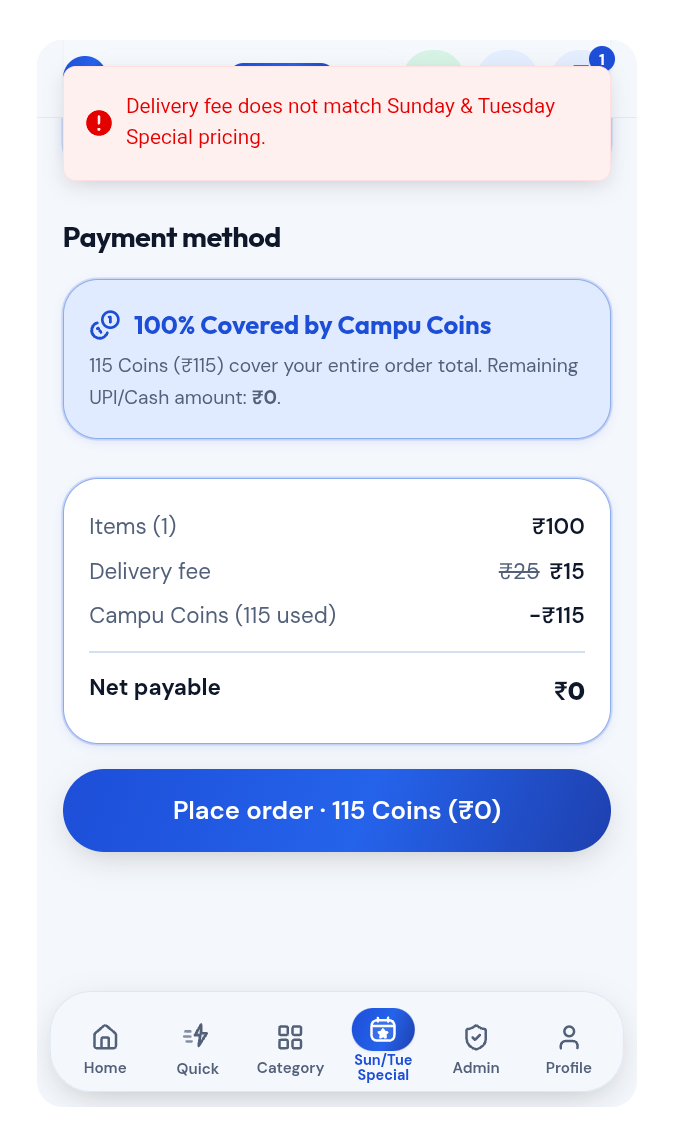 1
Delivery fee does not match Sunday & Tuesday
Special pricing.
Payment method
100% Covered by Campu Coins
115 Coins (₹115) cover your entire order total. Remaining
UPI/Cash amount: ₹0.
Items (1) ₹100
Delivery fee ₹25 ₹15
Campu Coins (115 used) -₹115
Net payable ₹0
Place order · 115 Coins (₹0)
Home
Quick
Category
Sun/Tue
Special
Admin
Profile